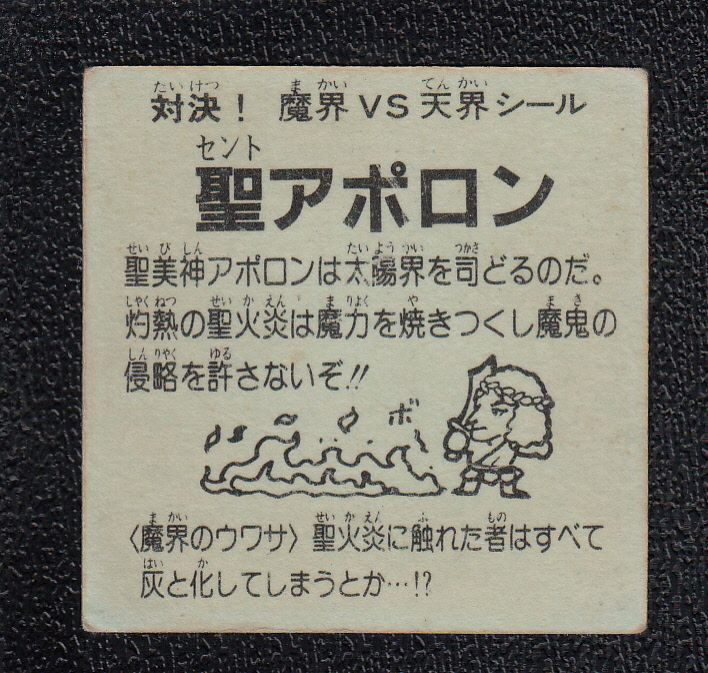 対決！ 魔界VS天界シール
聖アポロン
聖美神アポロンは太陽界を司どるのだ。
灼熱の聖火炎は魔力を焼きつくし魔鬼の
侵略を許さないぞ!!
ボ
〈魔界のウワサ〉聖火炎に触れた者はすべて
灰と化してしまうとか…!?